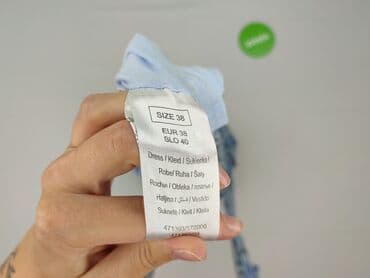 SIZE 38
EUR 38
SLO 40
Dress / Kleid / Sukienka /
Robe / Ruha / Šaty
Rochie / Obleka /
Haljina / فستان / Vestido
Suknelė / Kleit / Kleita